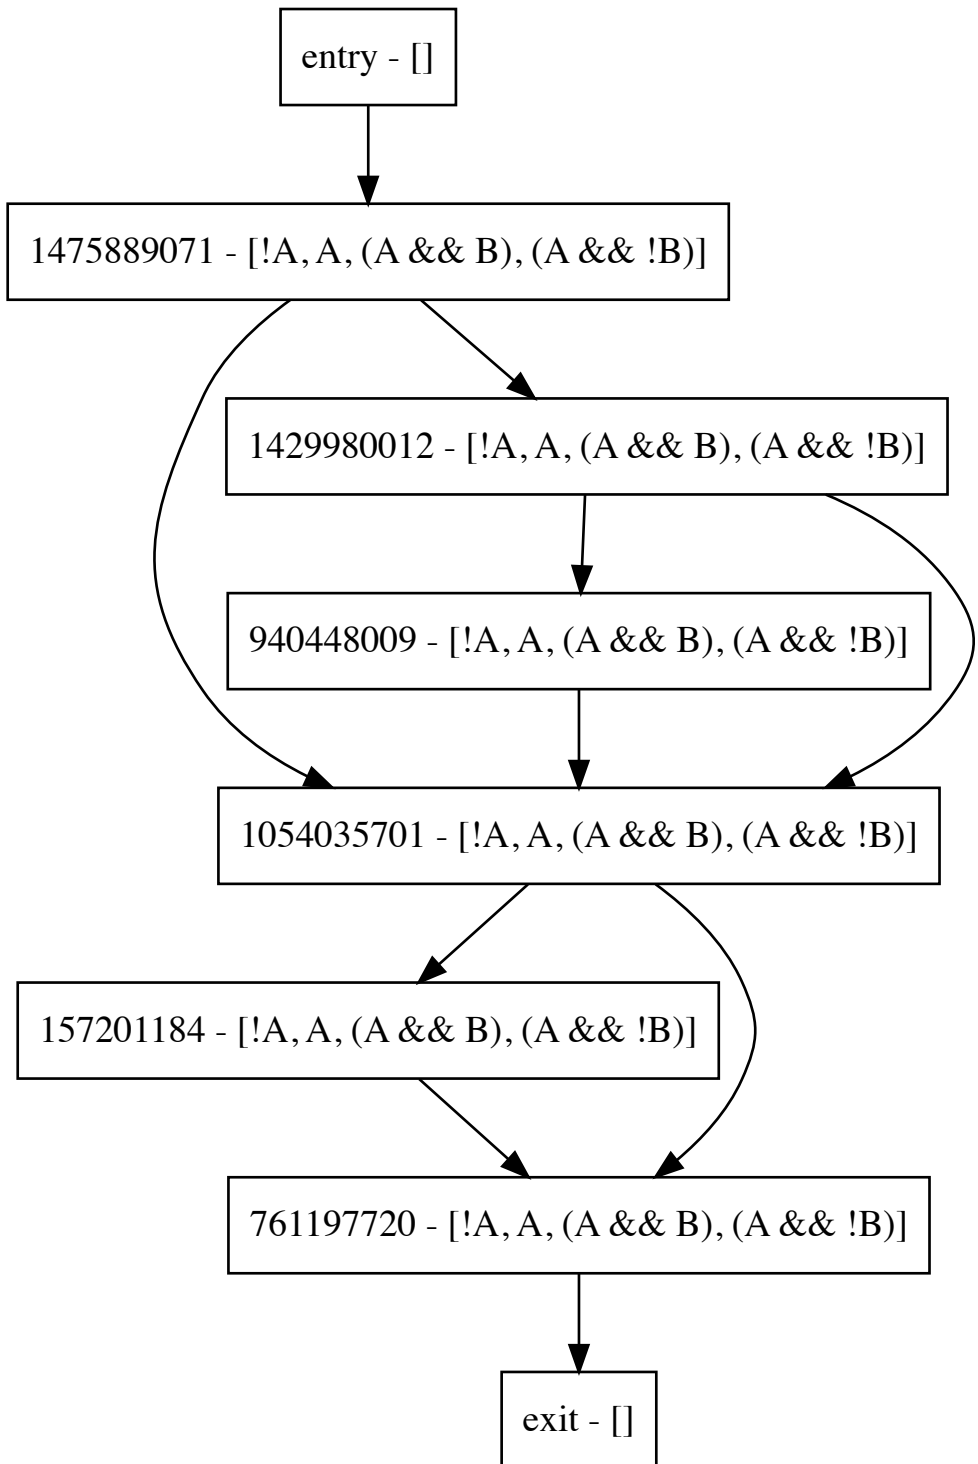 entry - []
1475889071 - [!A, A, (A && B), (A && !B)]
1429980012 - [!A, A, (A && B), (A && !B)]
940448009 - [!A, A, (A && B), (A && !B)]
1054035701 - [!A, A, (A && B), (A && !B)]
157201184 - [!A, A, (A && B), (A && !B)]
761197720 - [!A, A, (A && B), (A && !B)]
exit - []